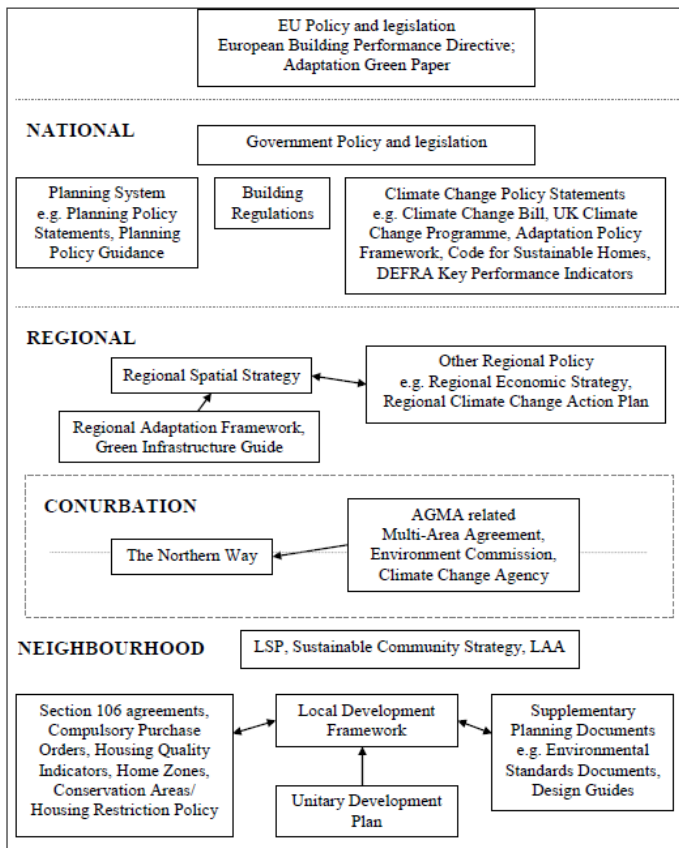 EU Policy and legislation
European Building Performance Directive;
Adaptation Green Paper
NATIONAL
Government Policy and legislation
Planning System
e.g. Planning Policy
Statements, Planning
Policy Guidance
Building
Regulations
Climate Change Policy Statements
e.g. Climate Change Bill, UK Climate
Change Programme, Adaptation Policy
Framework, Code for Sustainable Homes,
DEFRA Key Performance Indicators
REGIONAL
Regional Spatial Strategy
Other Regional Policy
e.g. Regional Economic Strategy,
Regional Climate Change Action Plan
Regional Adaptation Framework,
Green Infrastructure Guide
CONURBATION
The Northern Way
AGMA related
Multi-Area Agreement,
Environment Commission,
Climate Change Agency
NEIGHBOURHOOD
LSP, Sustainable Community Strategy, LAA
Section 106 agreements,
Compulsory Purchase
Orders, Housing Quality
Indicators, Home Zones,
Conservation Areas/
Housing Restriction Policy
Local Development
Framework
Supplementary
Planning Documents
e.g. Environmental
Standards Documents,
Design Guides
Unitary Development
Plan